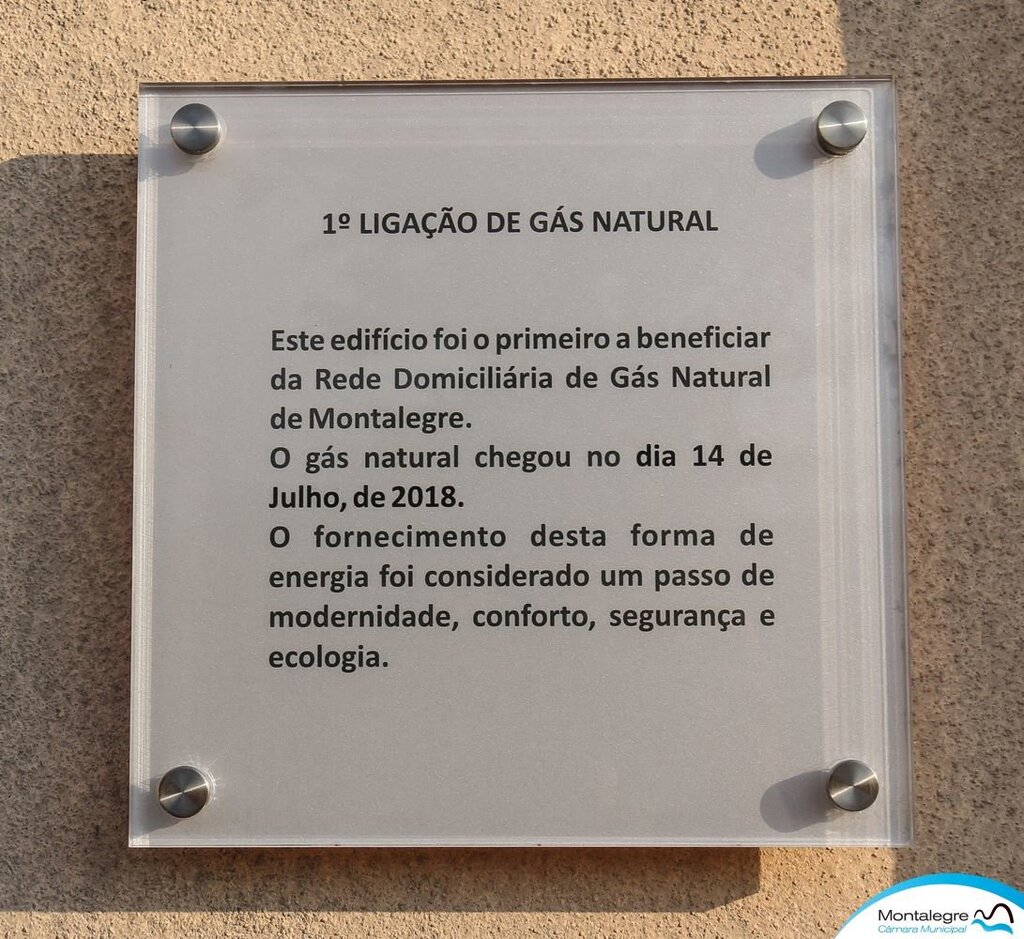 1º LIGAÇÃO DE GÁS NATURAL
Este edifício foi o primeiro a beneficiar
da Rede Domiciliária de Gás Natural
de Montalegre.
O gás natural chegou no dia 14 de
Julho, de 2018.
O fornecimento desta forma de
energia foi considerado um passo de
modernidade, conforto, segurança e
ecologia.
Montalegre
Câmara Municipal